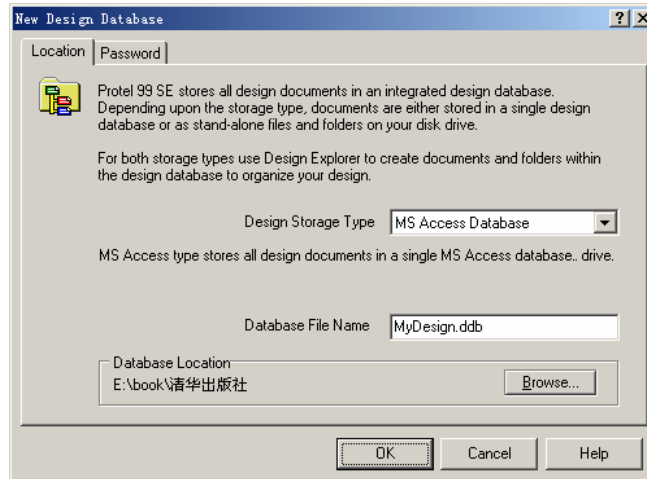 New Design Database
Location
Password
Protel 99 SE stores all design documents in an integrated design database.
Depending upon the storage type, documents are either stored in a single design
database or as stand-alone files and folders on your disk drive.
For both storage types use Design Explorer to create documents and folders within
the design database to organize your design.
Design Storage Type MS Access Database
MS Access type stores all design documents in a single MS Access database.. drive.
Database File Name MyDesign.ddb
Database Location
E:\book\清华出版社
Browse...
OK Cancel Help